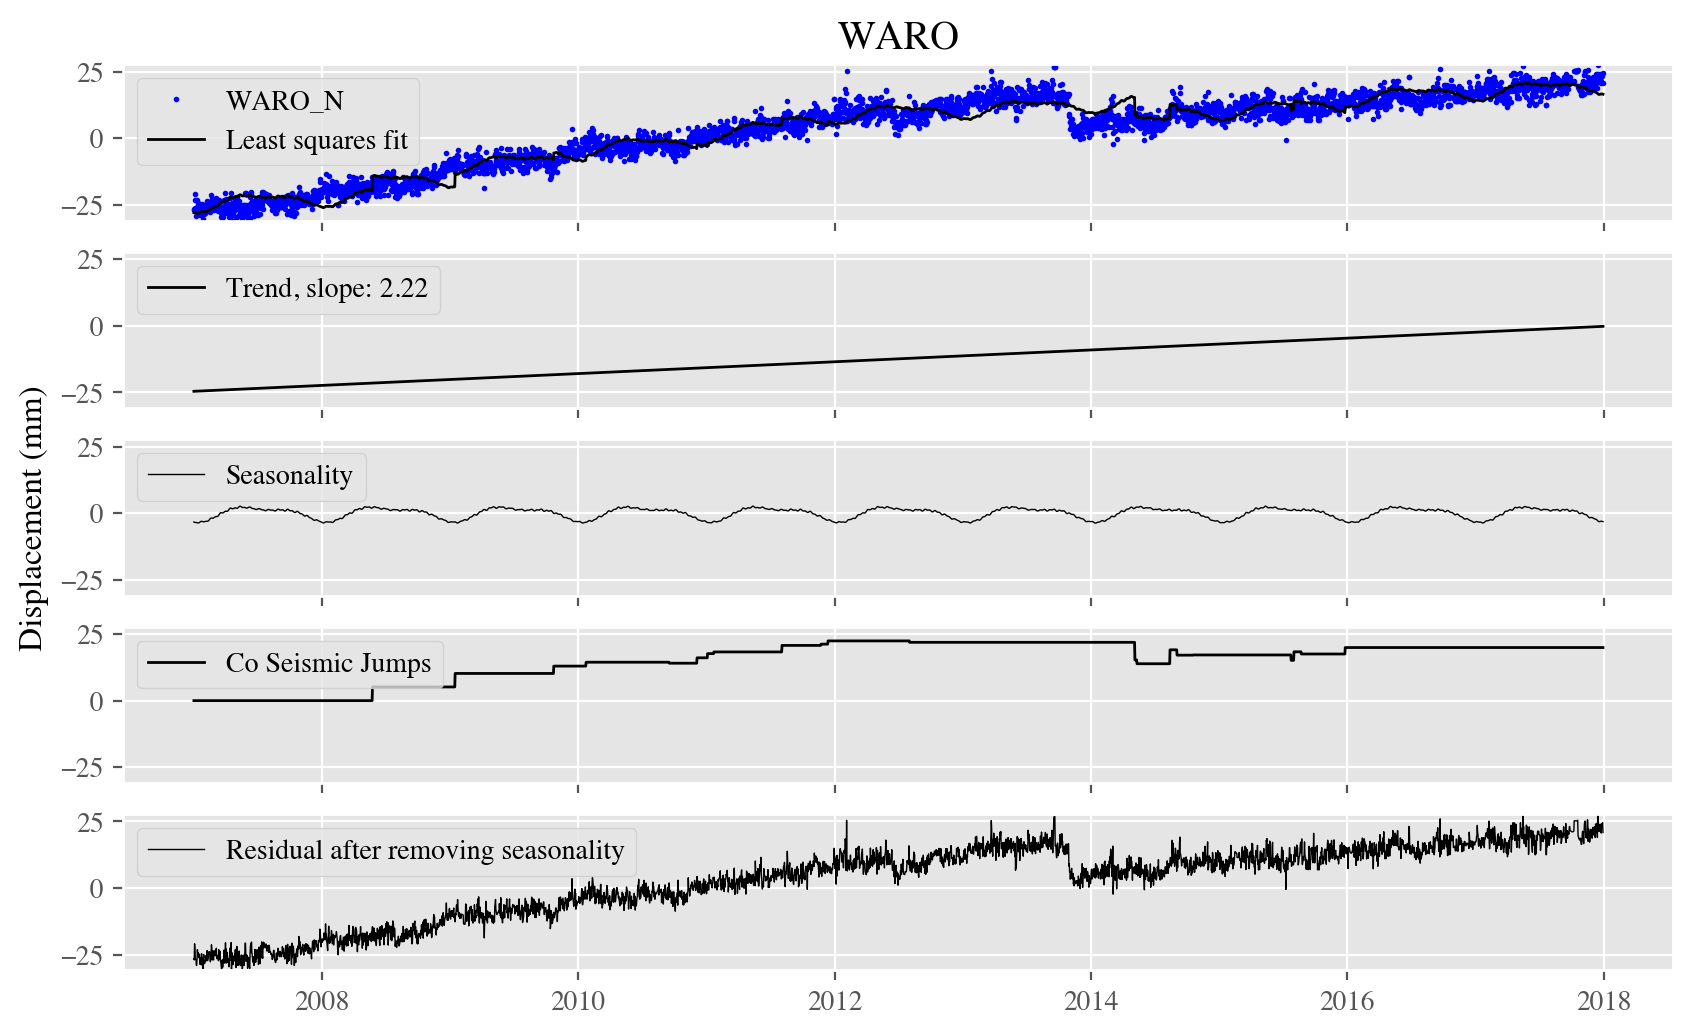 WARO
25
0
−25
WARO_N
Least squares fit
25
0
−25
Trend, slope: 2.22
Displacement (mm)
25
0
−25
Seasonality
25
0
−25
Co Seismic Jumps
25
0
−25
Residual after removing seasonality
2008 2010 2012 2014 2016 2018